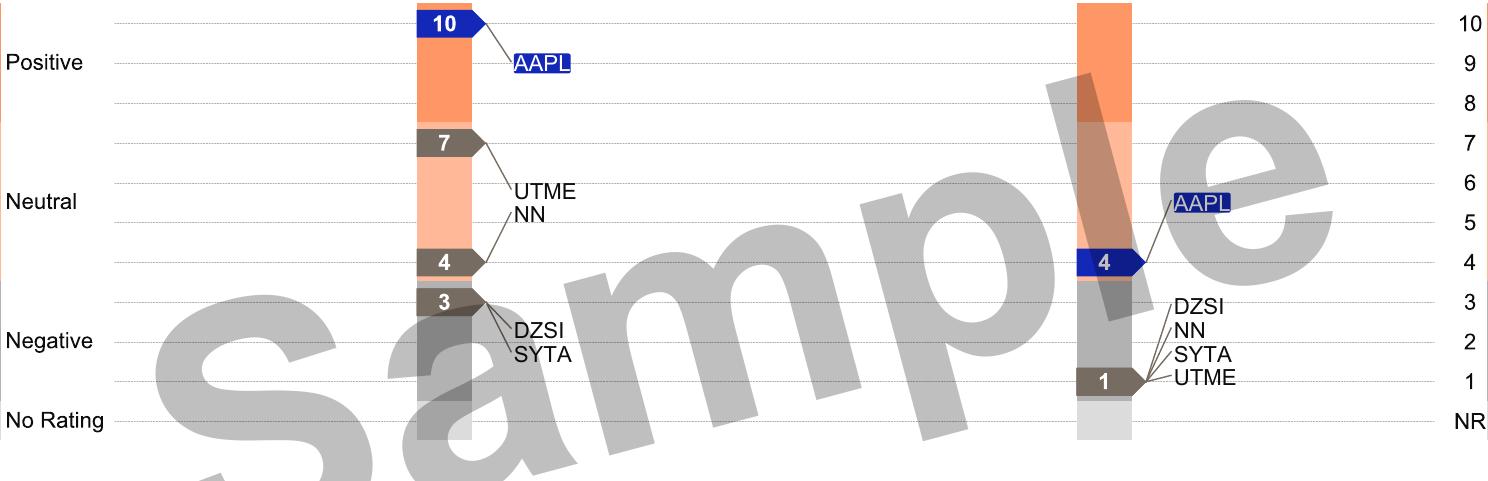 10 10
AAPL
Positive 9
8
7 7
UTME 6
Neutral AAPL
NN 5
4 4 4
3 3
DZSI
DZSI NN
Negative 2
SYTA SYTA
UTME
1 1
No Rating NR
Sample